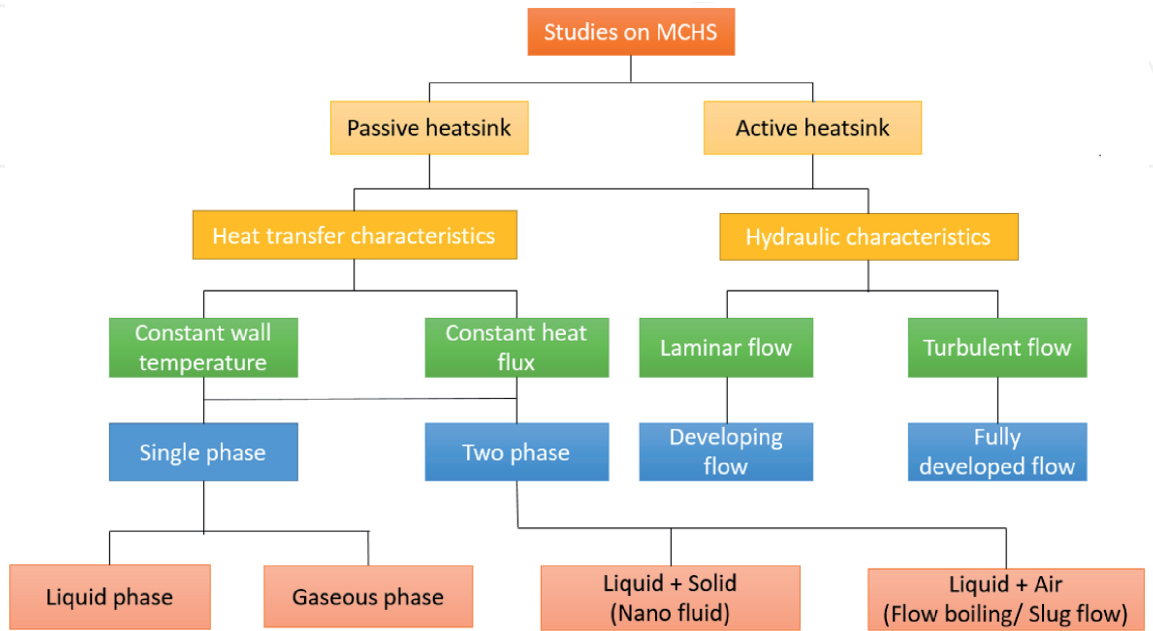 Studies on MCHS
Passive heatsink
Active heatsink
Heat transfer characteristics
Hydraulic characteristics
Constant wall
temperature
Constant heat
flux
Laminar flow
Turbulent flow
Single phase
Two phase
Developing
flow
Fully
developed flow
Liquid phase
Gaseous phase
Liquid + Solid
(Nano fluid)
Liquid + Air
(Flow boiling/ Slug flow)